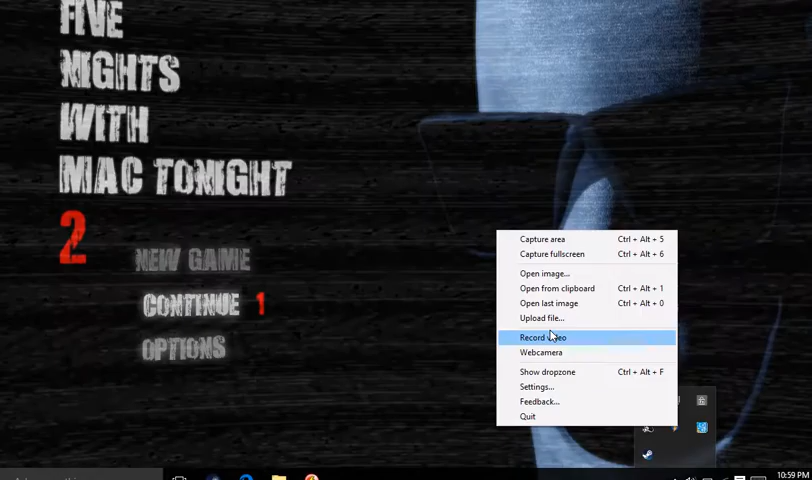 FIVE
NIGHTS
WITH
MAC TONIGHT
2
NEW GAME
CONTINUE 1
OPTIONS
Capture area Ctrl + Alt + 5
Capture fullscreen Ctrl + Alt + 6
Open image...
Open from clipboard Ctrl + Alt + 1
Open last image Ctrl + Alt + 0
Upload file...
Record video
Webcamera
Show dropzone Ctrl + Alt + F
Settings...
Feedback...
Quit
10:59 PM